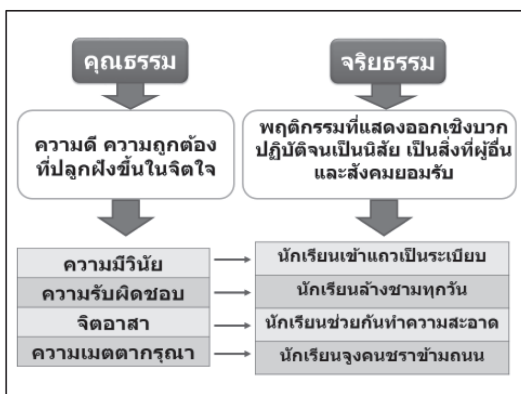 คุณธรรม
จริยธรรม
ความดี ความถูกต้อง
ที่ปลูกฝังขึ้นในจิตใจ
พฤติกรรมที่แสดงออกเชิงบวก
ปฏิบัติจนเป็นนิสัย เป็นสิ่งที่ผู้อื่น
และสังคมยอมรับ
ความมีวินัย
นักเรียนเข้าแถวเป็นระเบียบ
ความรับผิดชอบ
นักเรียนล้างชามทุกวัน
จิตอาสา
นักเรียนช่วยกันทำความสะอาด
ความเมตตากรุณา
นักเรียนจูงคนชราข้ามถนน